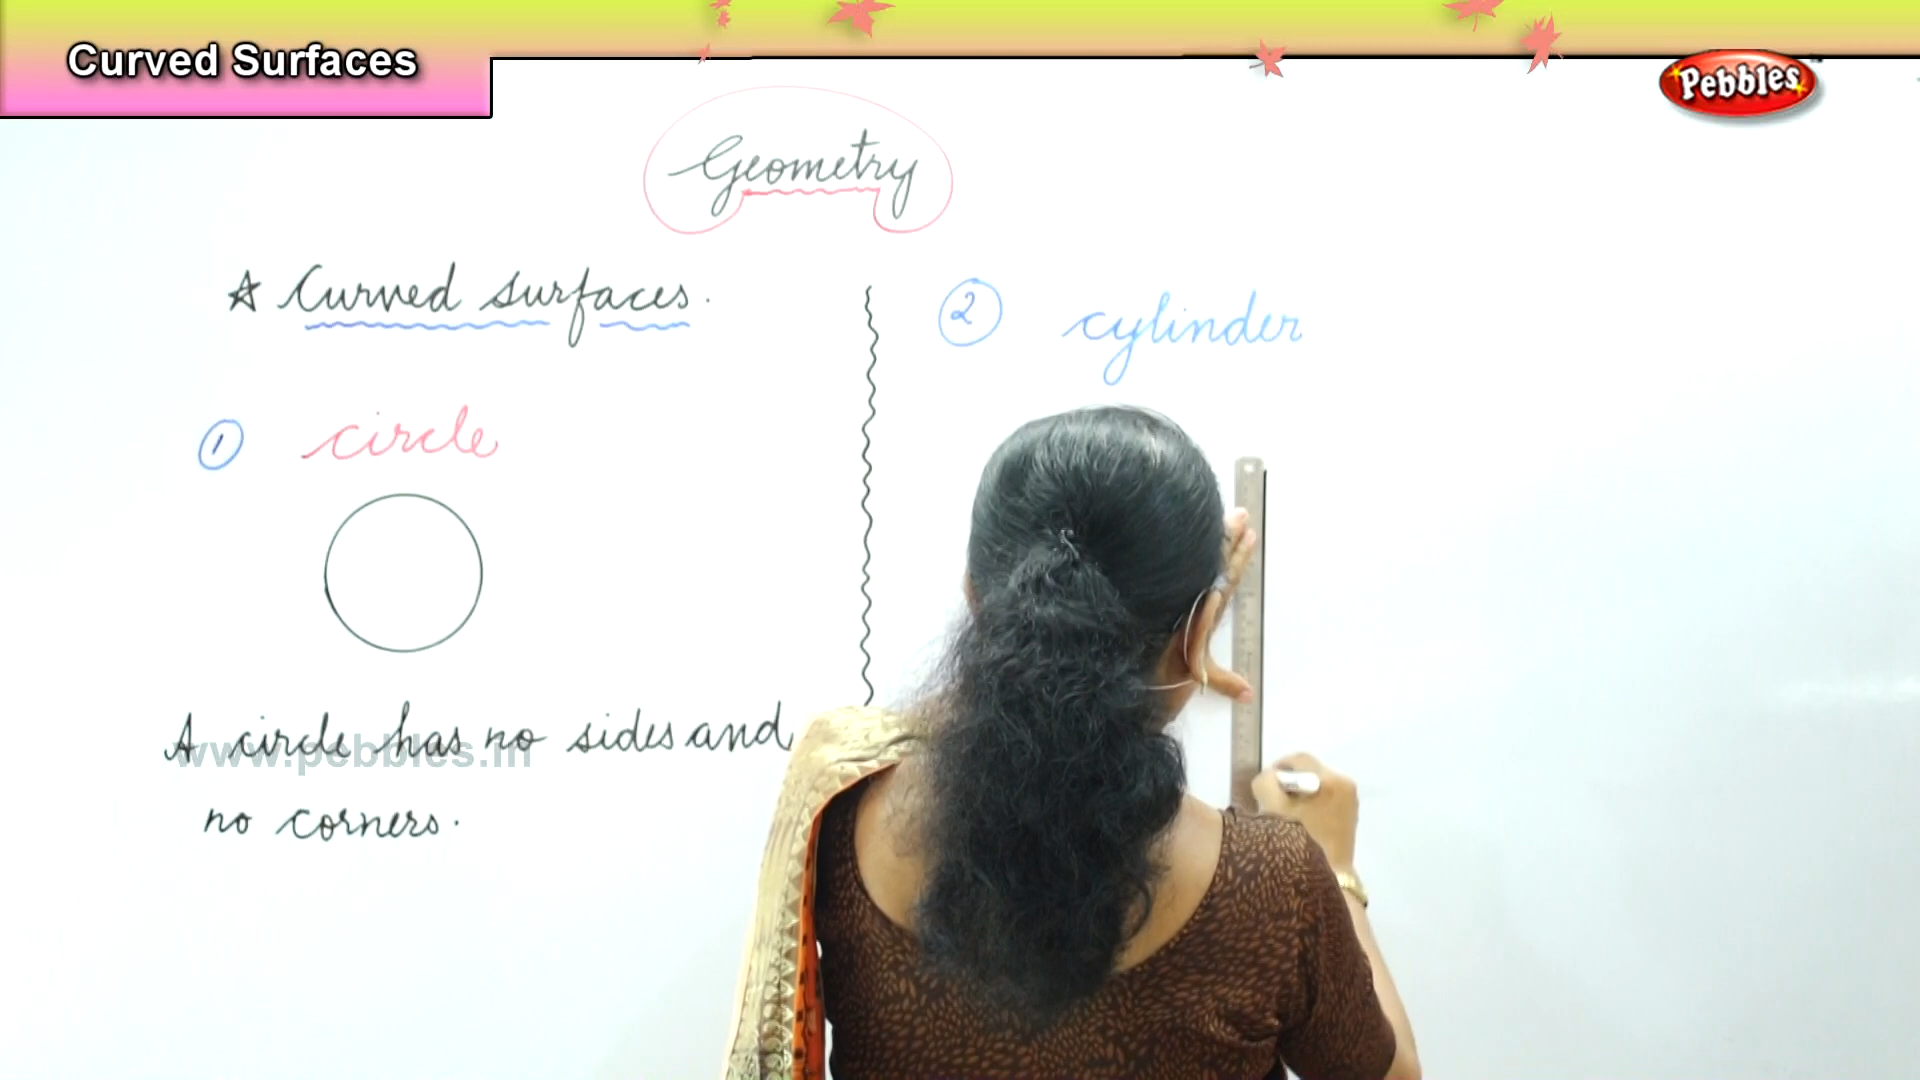 Curved Surfaces
Pebbles
Geometry
☆ Curved surfaces.
① circle
A circle has no sides and
no corners.
www.pebbles.in
② cylinder